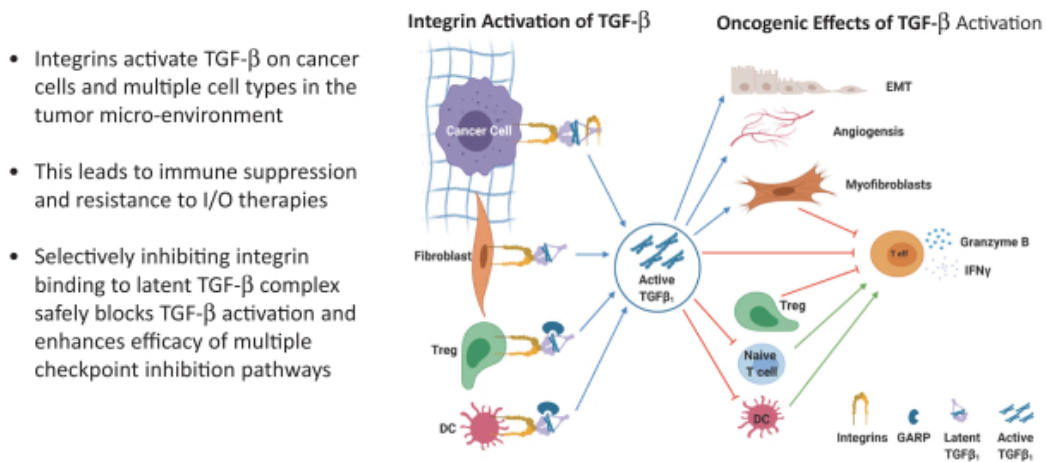 • Integrins activate TGF-β on cancer
cells and multiple cell types in the
tumor micro-environment
• This leads to immune suppression
and resistance to I/O therapies
• Selectively inhibiting integrin
binding to latent TGF-β complex
safely blocks TGF-β activation and
enhances efficacy of multiple
checkpoint inhibition pathways
Integrin Activation of TGF-β
Cancer Cell
Fibroblast
Treg
DC
Active
TGFβ₁
Oncogenic Effects of TGF-β Activation
EMT
Angiogensis
Myofibroblasts
T eff
Granzyme B
IFNγ
Treg
Naive
T cell
DC
Integrins
GARP
Latent
TGFβ₁
Active
TGFβ₁